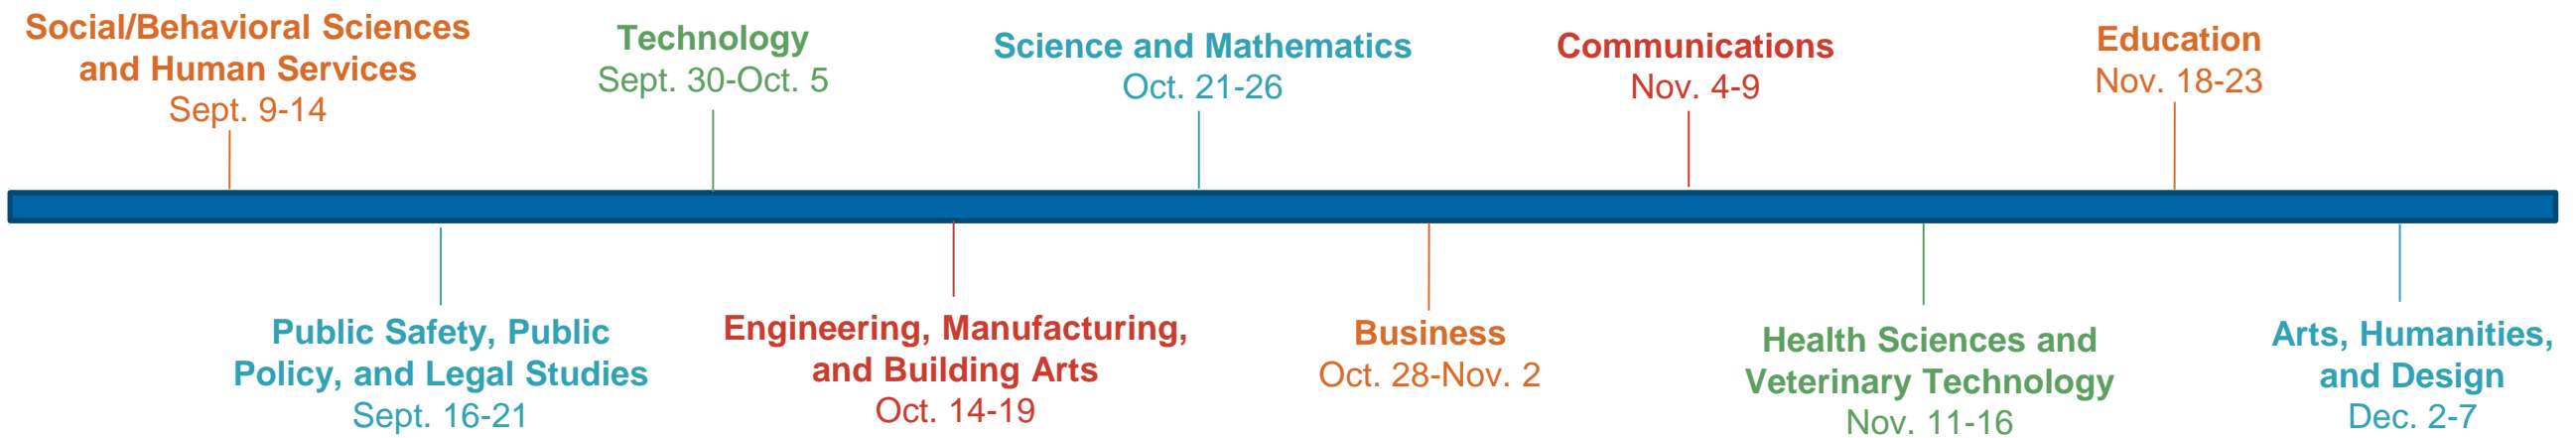 Social/Behavioral Sciences
and Human Services
Sept. 9-14
Technology
Sept. 30-Oct. 5
Science and Mathematics
Oct. 21-26
Communications
Nov. 4-9
Education
Nov. 18-23
Public Safety, Public
Policy, and Legal Studies
Sept. 16-21
Engineering, Manufacturing,
and Building Arts
Oct. 14-19
Business
Oct. 28-Nov. 2
Health Sciences and
Veterinary Technology
Nov. 11-16
Arts, Humanities,
and Design
Dec. 2-7